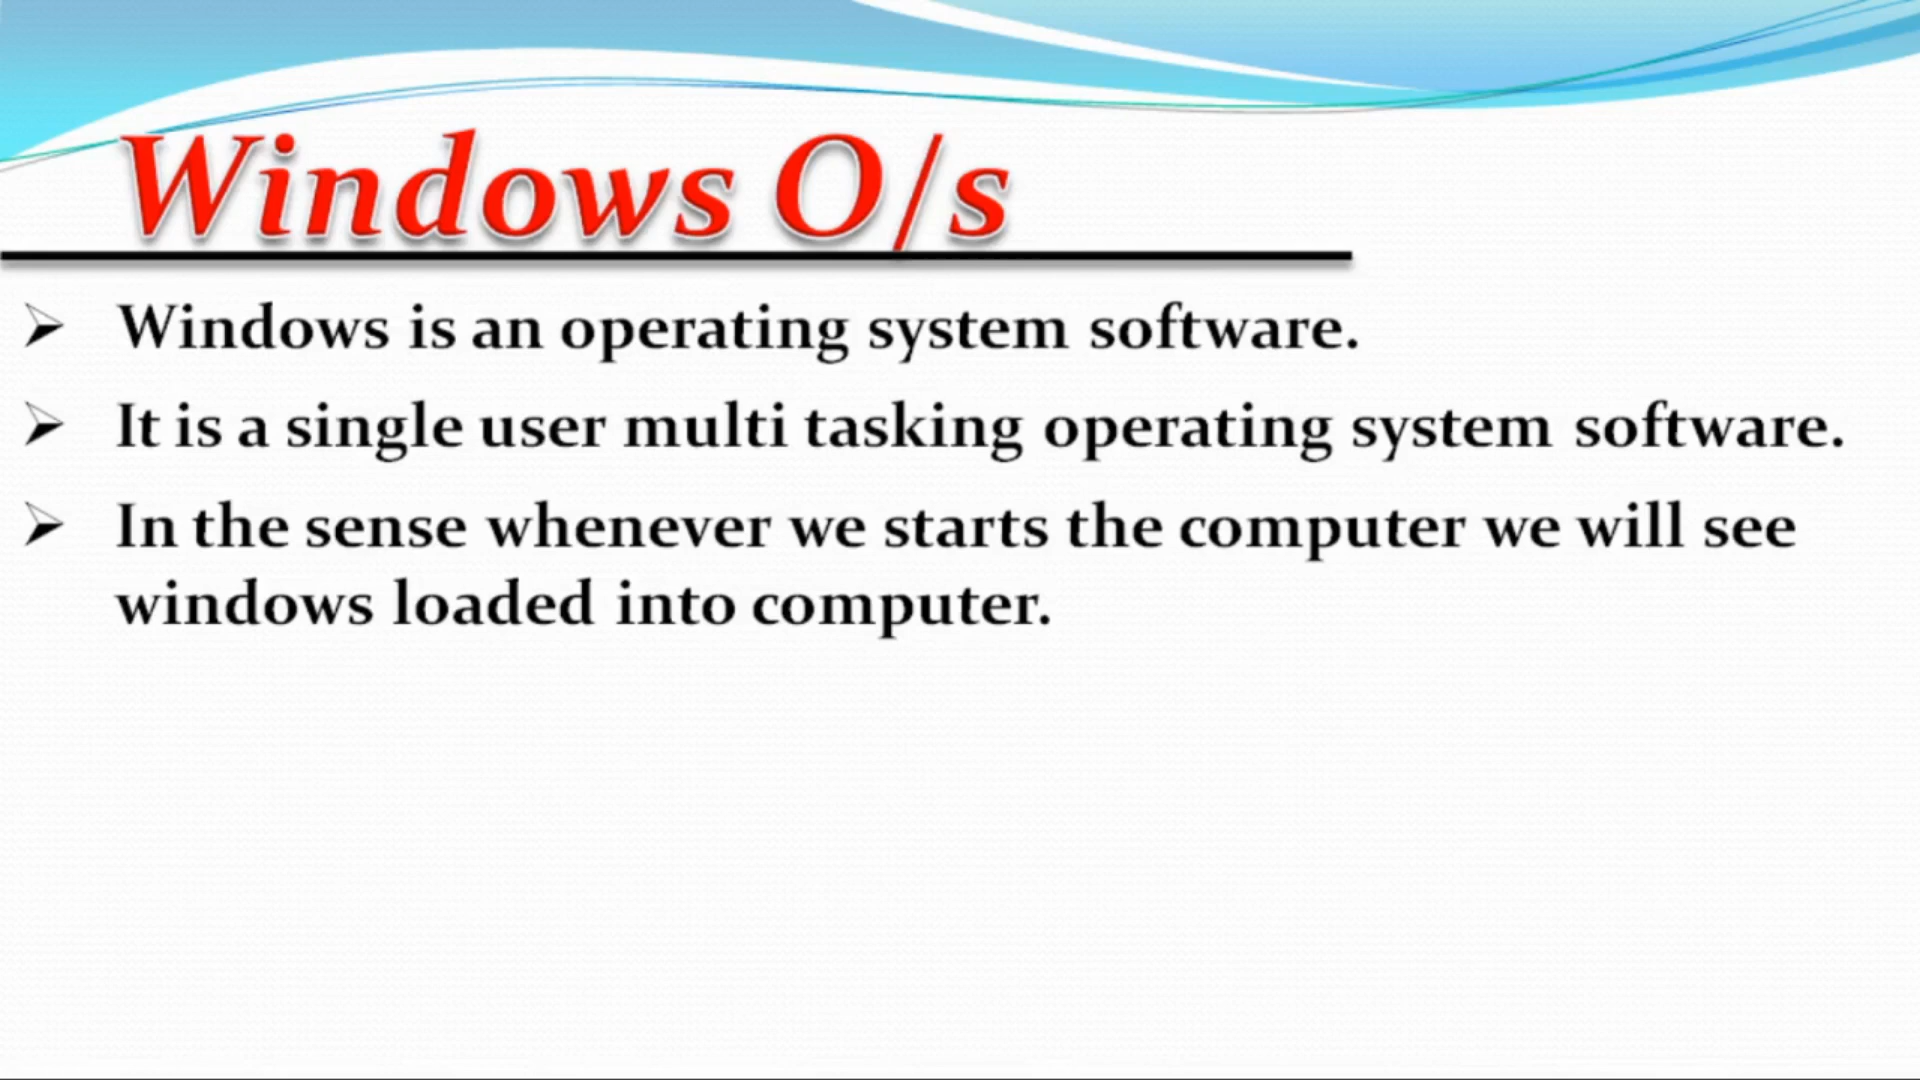 Windows O/s
Windows is an operating system software.
It is a single user multi tasking operating system software.
In the sense whenever we starts the computer we will see
windows loaded into computer.